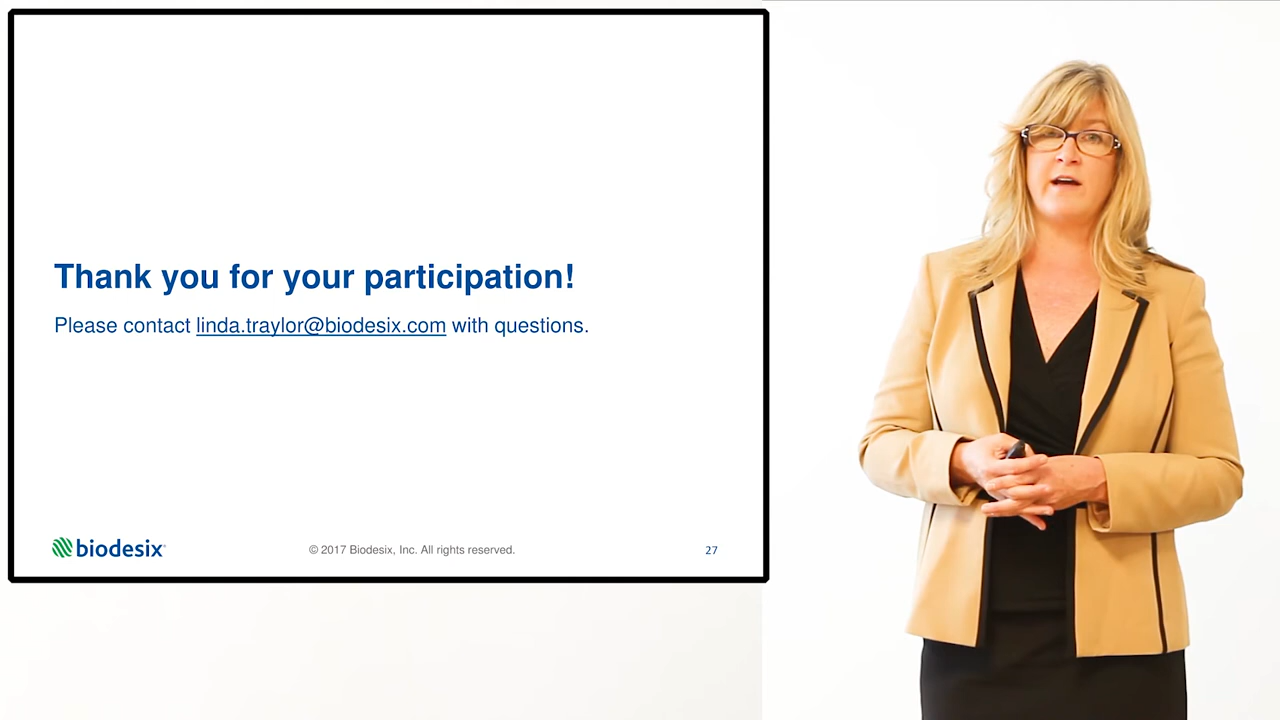 Thank you for your participation!
Please contact linda.traylor@biodesix.com with questions.
biodesix
© 2017 Biodesix, Inc. All rights reserved.
27